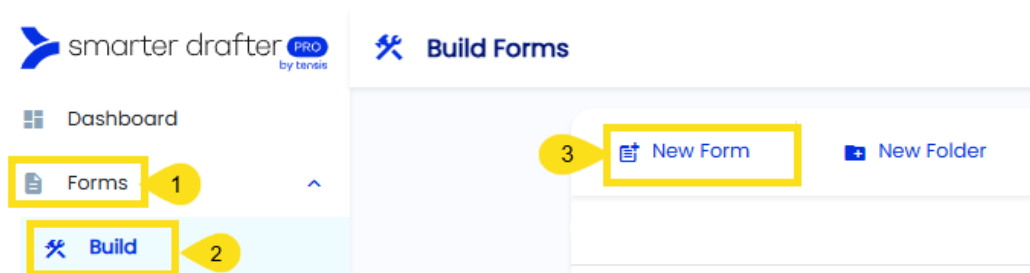 smarter drafter PRO
by tensis
Build Forms
Dashboard
Forms 1
Build 2
3 New Form
New Folder